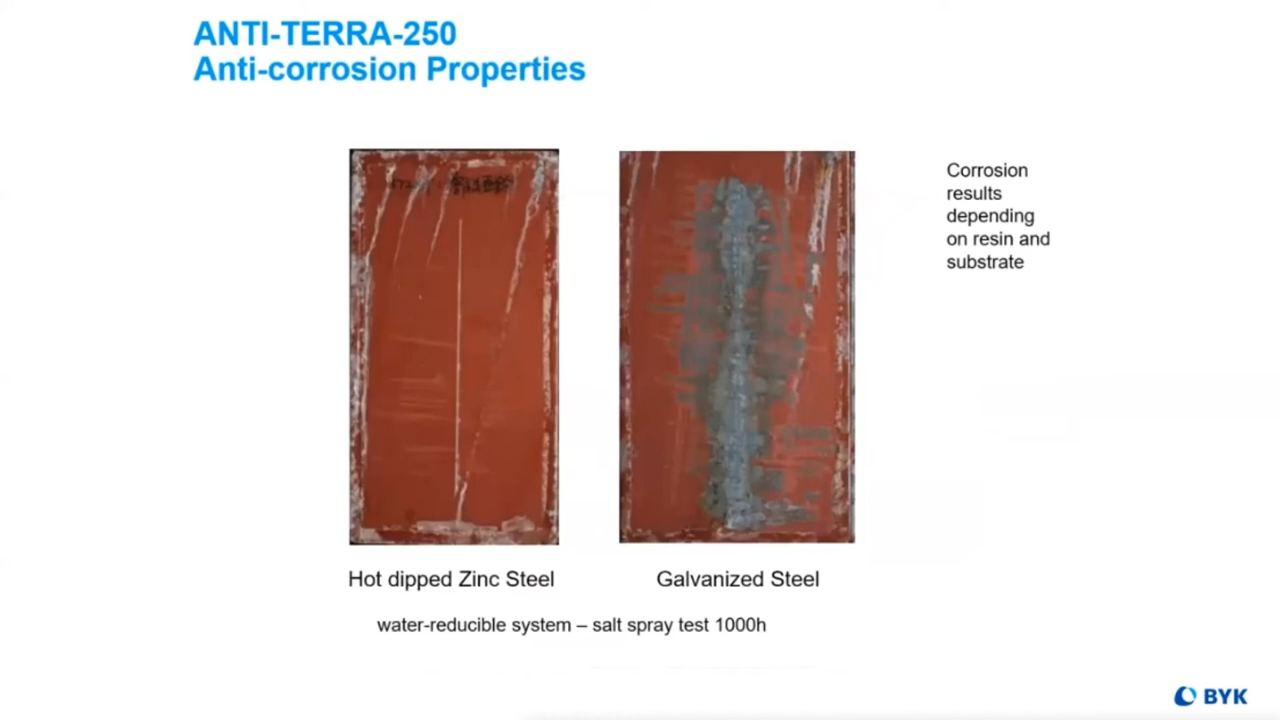 ANTI-TERRA-250
Anti-corrosion Properties
Corrosion
results
depending
on resin and
substrate
Hot dipped Zinc Steel
Galvanized Steel
water-reducible system – salt spray test 1000h
BYK